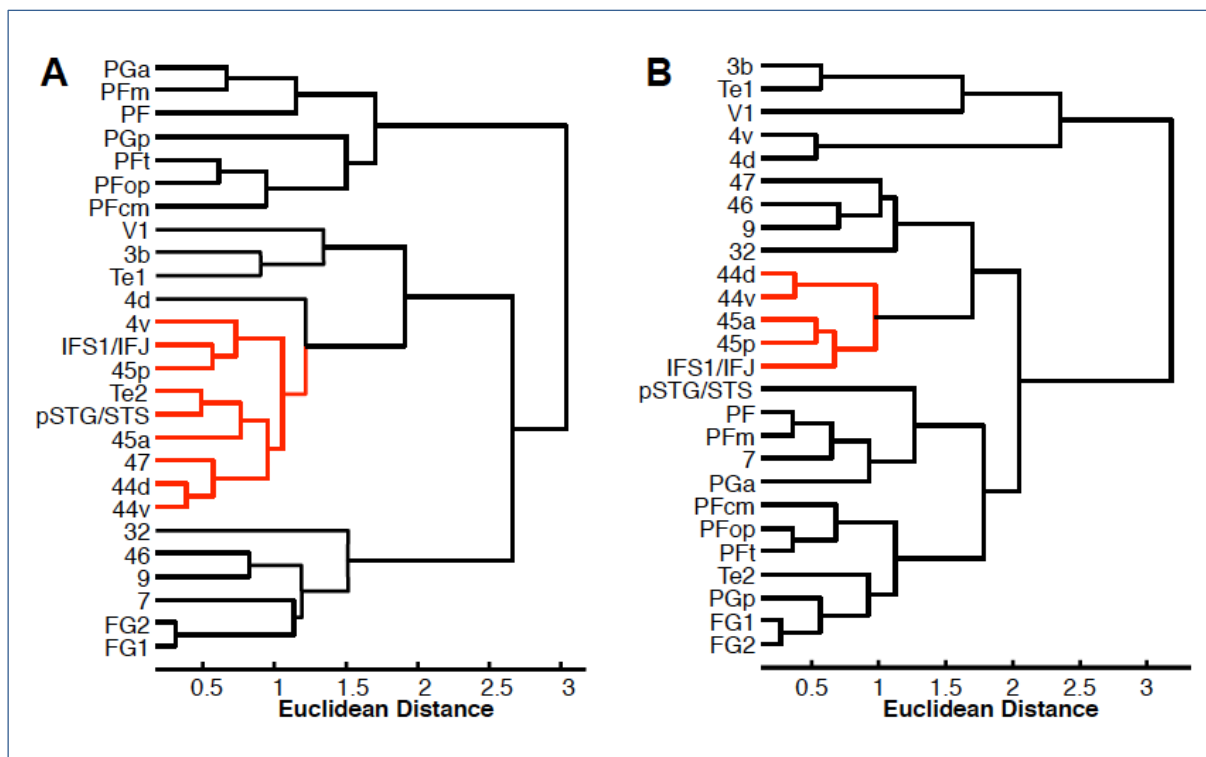 A
PGa
PFm
PF
PGp
PFt
PFop
PFcm
V1
3b
Te1
4d
4v
IFS1/IFJ
45p
Te2
pSTG/STS
45a
47
44d
44v
32
46
9
7
FG2
FG1
0.5 1 1.5 2 2.5 3
Euclidean Distance
B
3b
Te1
V1
4v
4d
47
46
9
32
44d
44v
45a
45p
IFS1/IFJ
pSTG/STS
PF
PFm
7
PGa
PFcm
PFop
PFt
Te2
PGp
FG1
FG2
0.5 1 1.5 2 2.5 3
Euclidean Distance